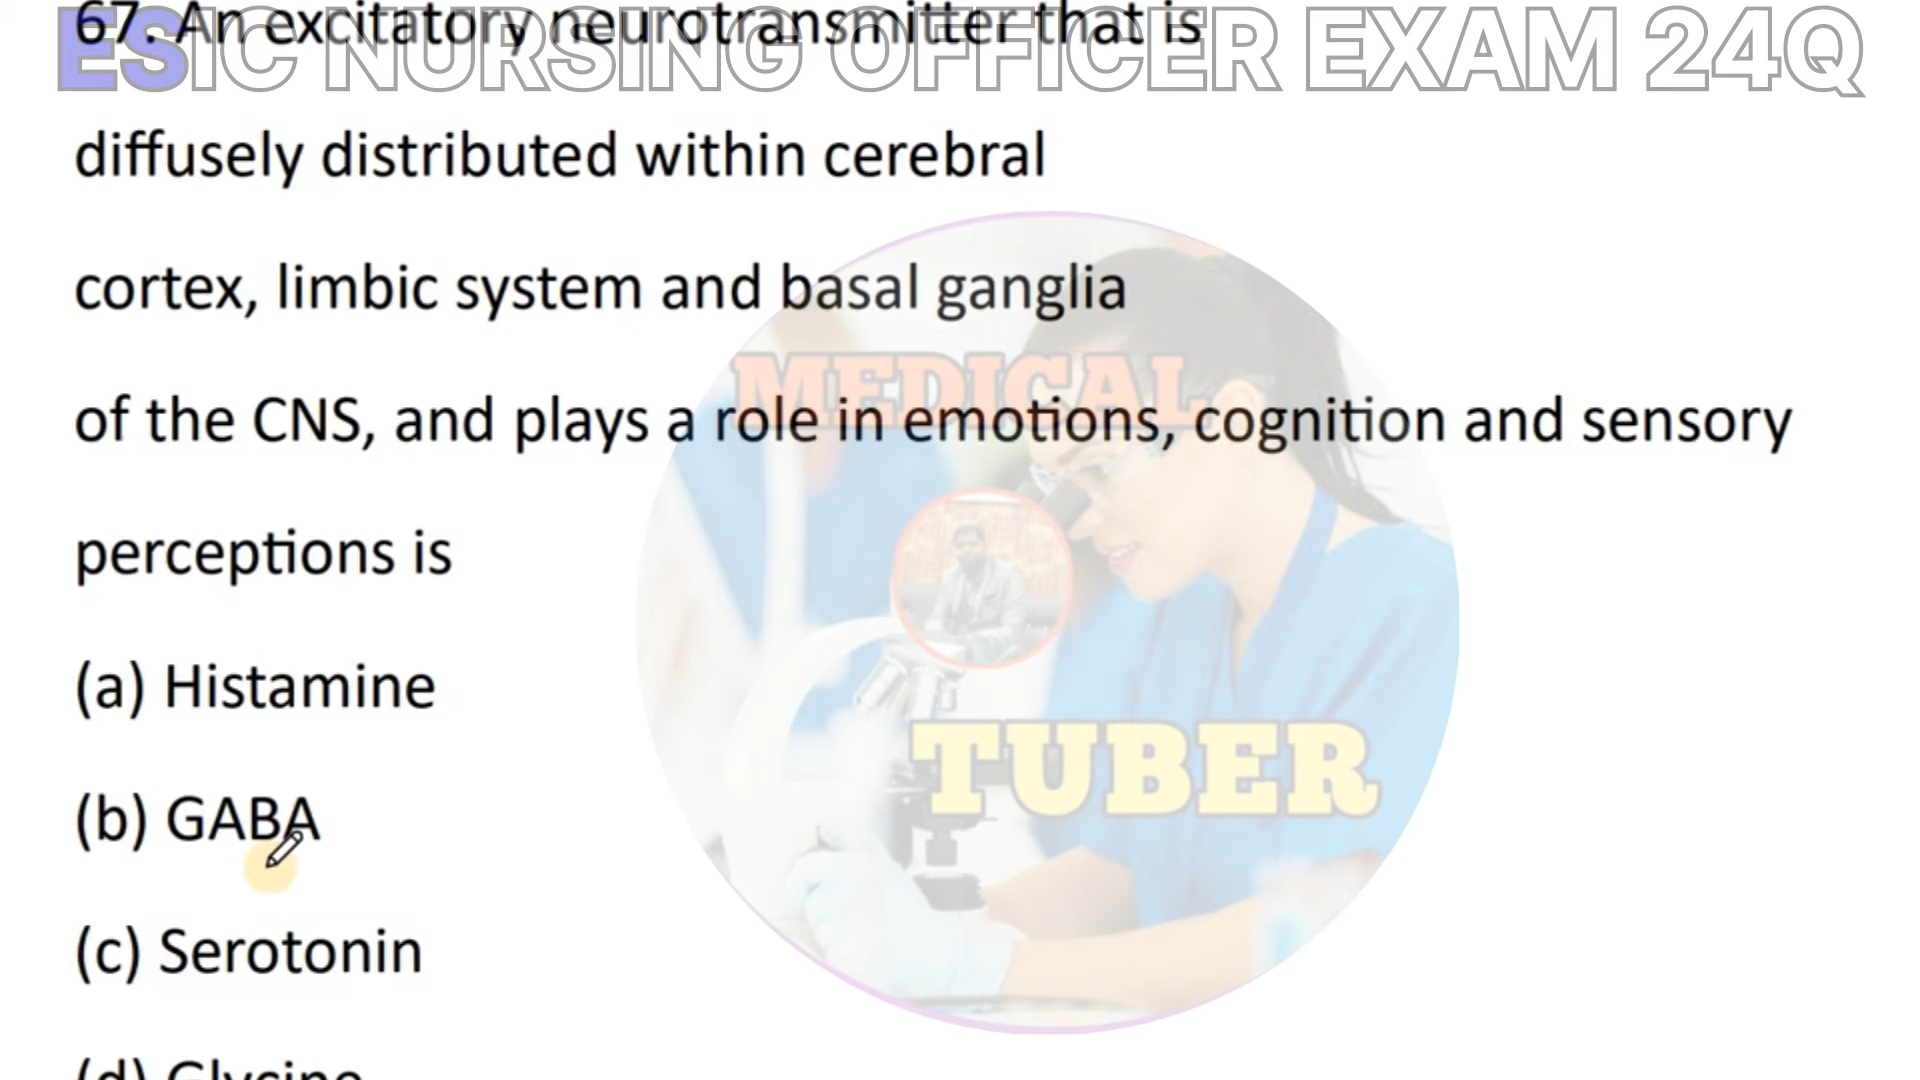 67. An excitatory neurotransmitter that is
ESIC NURSING OFFICER EXAM 24Q
diffusely distributed within cerebral
cortex, limbic system and basal ganglia
MEDICAL
of the CNS, and plays a role in emotions, cognition and sensory
perceptions is
(a) Histamine
TUBER
(b) GABA
(c) Serotonin
(d) Glycine